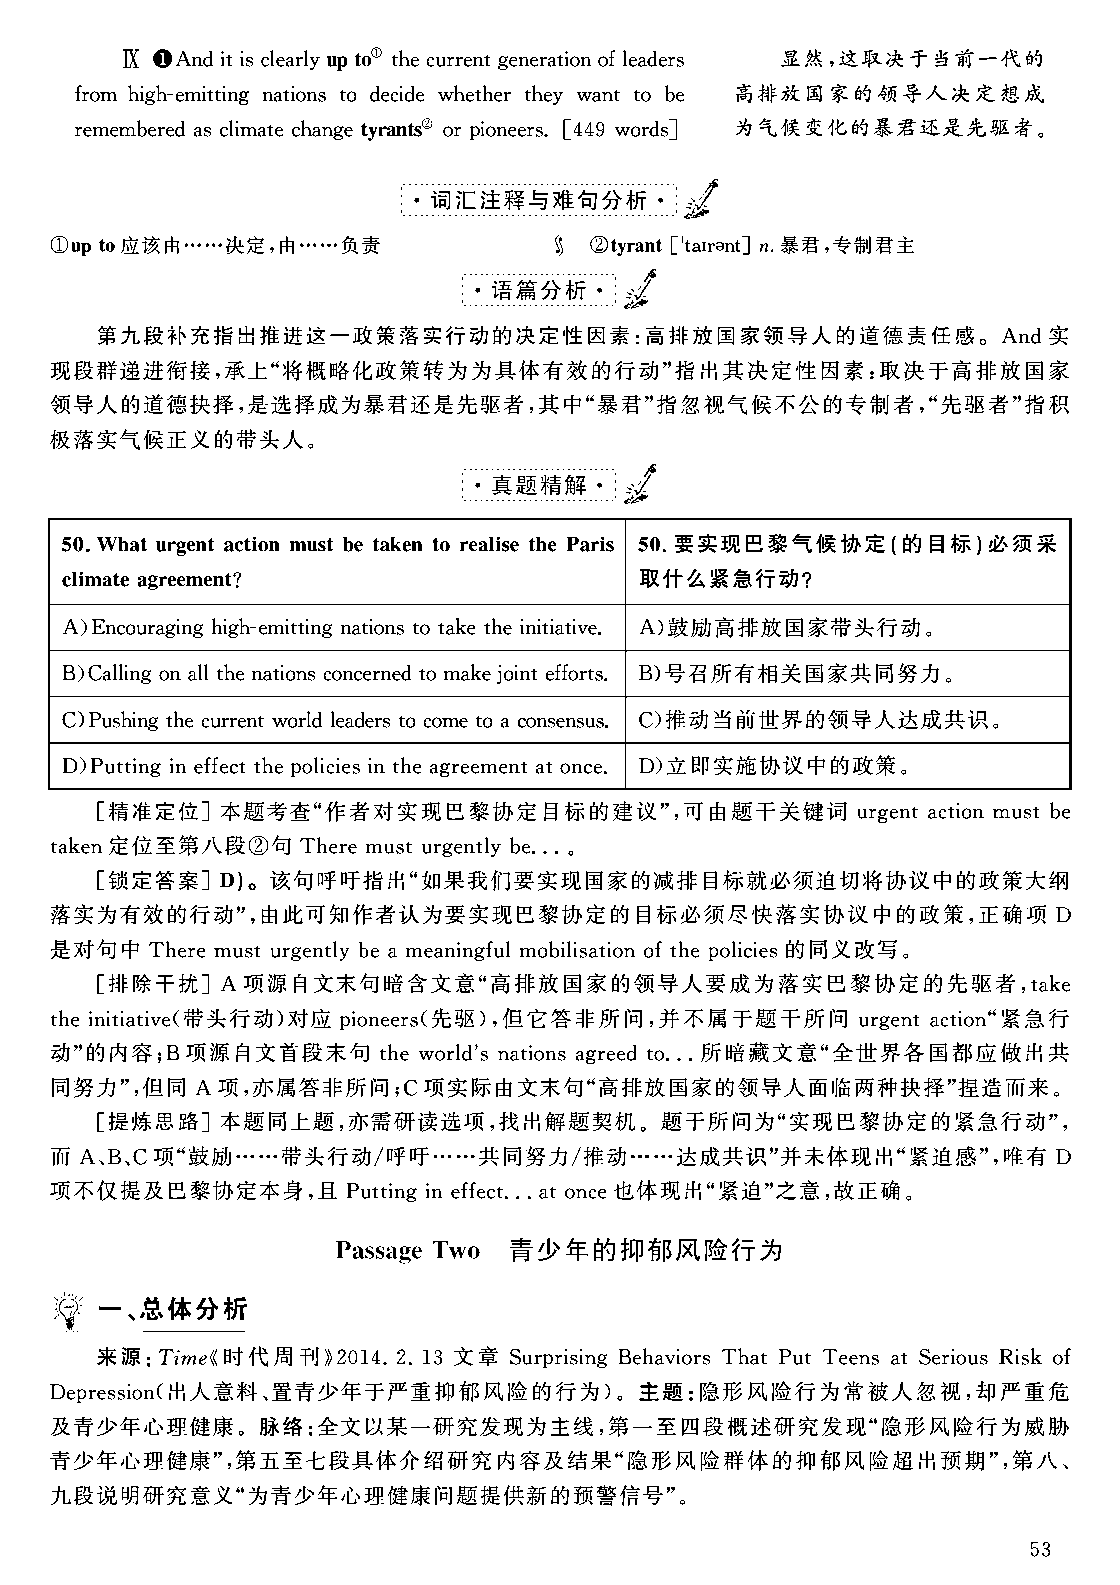 Ⅸ ❶And it is clearly up to① the current generation of leaders
from high-emitting nations to decide whether they want to be
remembered as climate change tyrants② or pioneers. [449 words]
显然,这取决于当前一代的
高排放国家的领导人决定想成
为气候变化的暴君还是先驱者。
·词汇注释与难句分析·
①up to 应该由……决定,由……负责
§ ②tyrant [ˈtaɪrənt] n. 暴君,专制君主
·语篇分析·
第九段补充指出推进这一政策落实行动的决定性因素:高排放国家领导人的道德责任感。And 实
现段群递进衔接,承上“将概略化政策转为为具体有效的行动”指出其决定性因素:取决于高排放国家
领导人的道德抉择,是选择成为暴君还是先驱者,其中“暴君”指忽视气候不公的专制者,“先驱者”指积
极落实气候正义的带头人。
·真题精解·
50. What urgent action must be taken to realise the Paris
climate agreement?
50. 要实现巴黎气候协定(的目标)必须采
取什么紧急行动?
A)Encouraging high-emitting nations to take the initiative.
A)鼓励高排放国家带头行动。
B)Calling on all the nations concerned to make joint efforts.
B)号召所有相关国家共同努力。
C)Pushing the current world leaders to come to a consensus.
C)推动当前世界的领导人达成共识。
D)Putting in effect the policies in the agreement at once.
D)立即实施协议中的政策。
[精准定位] 本题考查“作者对实现巴黎协定目标的建议”,可由题干关键词 urgent action must be
taken 定位至第八段②句 There must urgently be...。
[锁定答案] D)。该句呼吁指出“如果我们要实现国家的减排目标就必须迫切将协议中的政策大纲
落实为有效的行动”,由此可知作者认为要实现巴黎协定的目标必须尽快落实协议中的政策,正确项 D
是对句中 There must urgently be a meaningful mobilisation of the policies 的同义改写。
[排除干扰] A 项源自文末句暗含文意“高排放国家的领导人要成为落实巴黎协定的先驱者,take
the initiative(带头行动)对应 pioneers(先驱),但它答非所问,并不属于题干所问 urgent action“紧急行
动”的内容;B 项源自文首段末句 the world's nations agreed to... 所暗藏文意“全世界各国都应做出共
同努力”,但同 A 项,亦属答非所问;C 项实际由文末句“高排放国家的领导人面临两种抉择”捏造而来。
[提炼思路] 本题同上题,亦需研读选项,找出解题契机。题干所问为“实现巴黎协定的紧急行动”,
而 A、B、C 项“鼓励……带头行动/呼吁……共同努力/推动……达成共识”并未体现出“紧迫感”,唯有 D
项不仅提及巴黎协定本身,且 Putting in effect... at once 也体现出“紧迫”之意,故正确。
Passage Two 青少年的抑郁风险行为
一、总体分析
来源:Time《时代周刊》2014. 2. 13 文章 Surprising Behaviors That Put Teens at Serious Risk of
Depression(出人意料、置青少年于严重抑郁风险的行为)。主题:隐形风险行为常被人忽视,却严重危
及青少年心理健康。脉络:全文以某一研究发现为主线,第一至四段概述研究发现“隐形风险行为威胁
青少年心理健康”,第五至七段具体介绍研究内容及结果“隐形风险群体的抑郁风险超出预期”,第八、
九段说明研究意义“为青少年心理健康问题提供新的预警信号”。
53